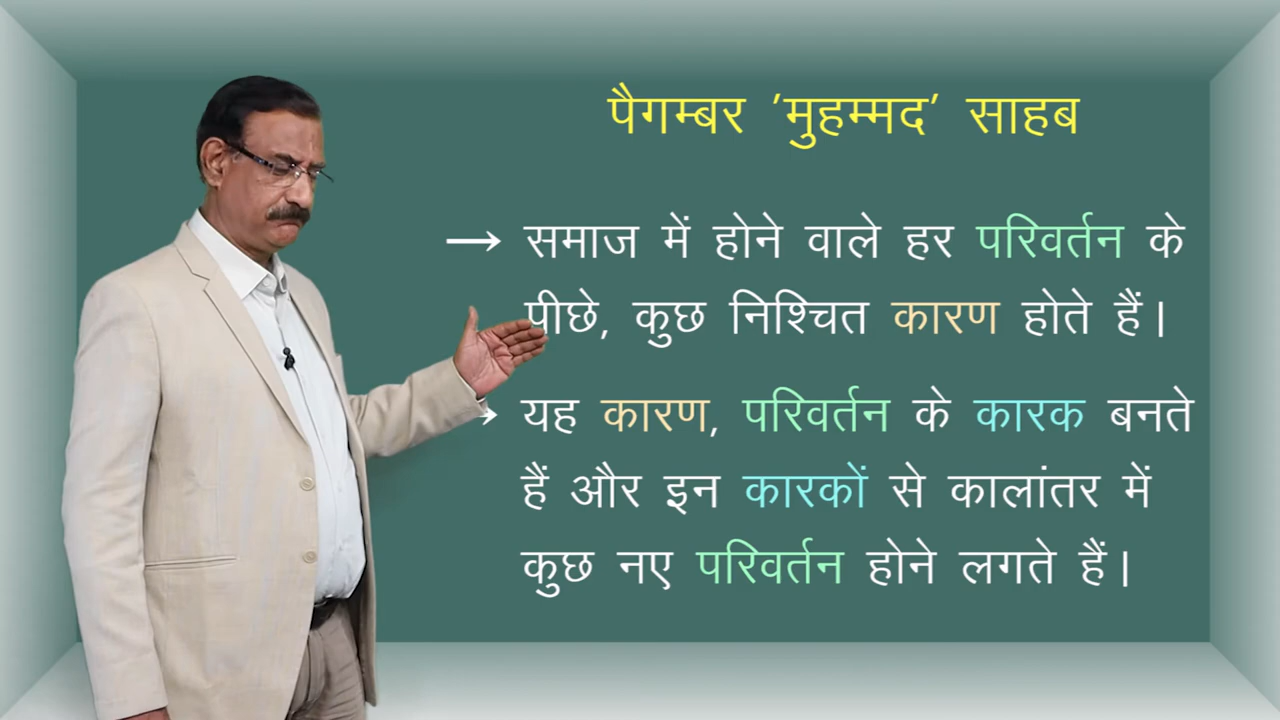 पैगम्बर 'मुहम्मद' साहब
→ समाज में होने वाले हर परिवर्तन के
पीछे, कुछ निश्चित कारण होते हैं।
→ यह कारण, परिवर्तन के कारक बनते
हैं और इन कारकों से कालांतर में
कुछ नए परिवर्तन होने लगते हैं।